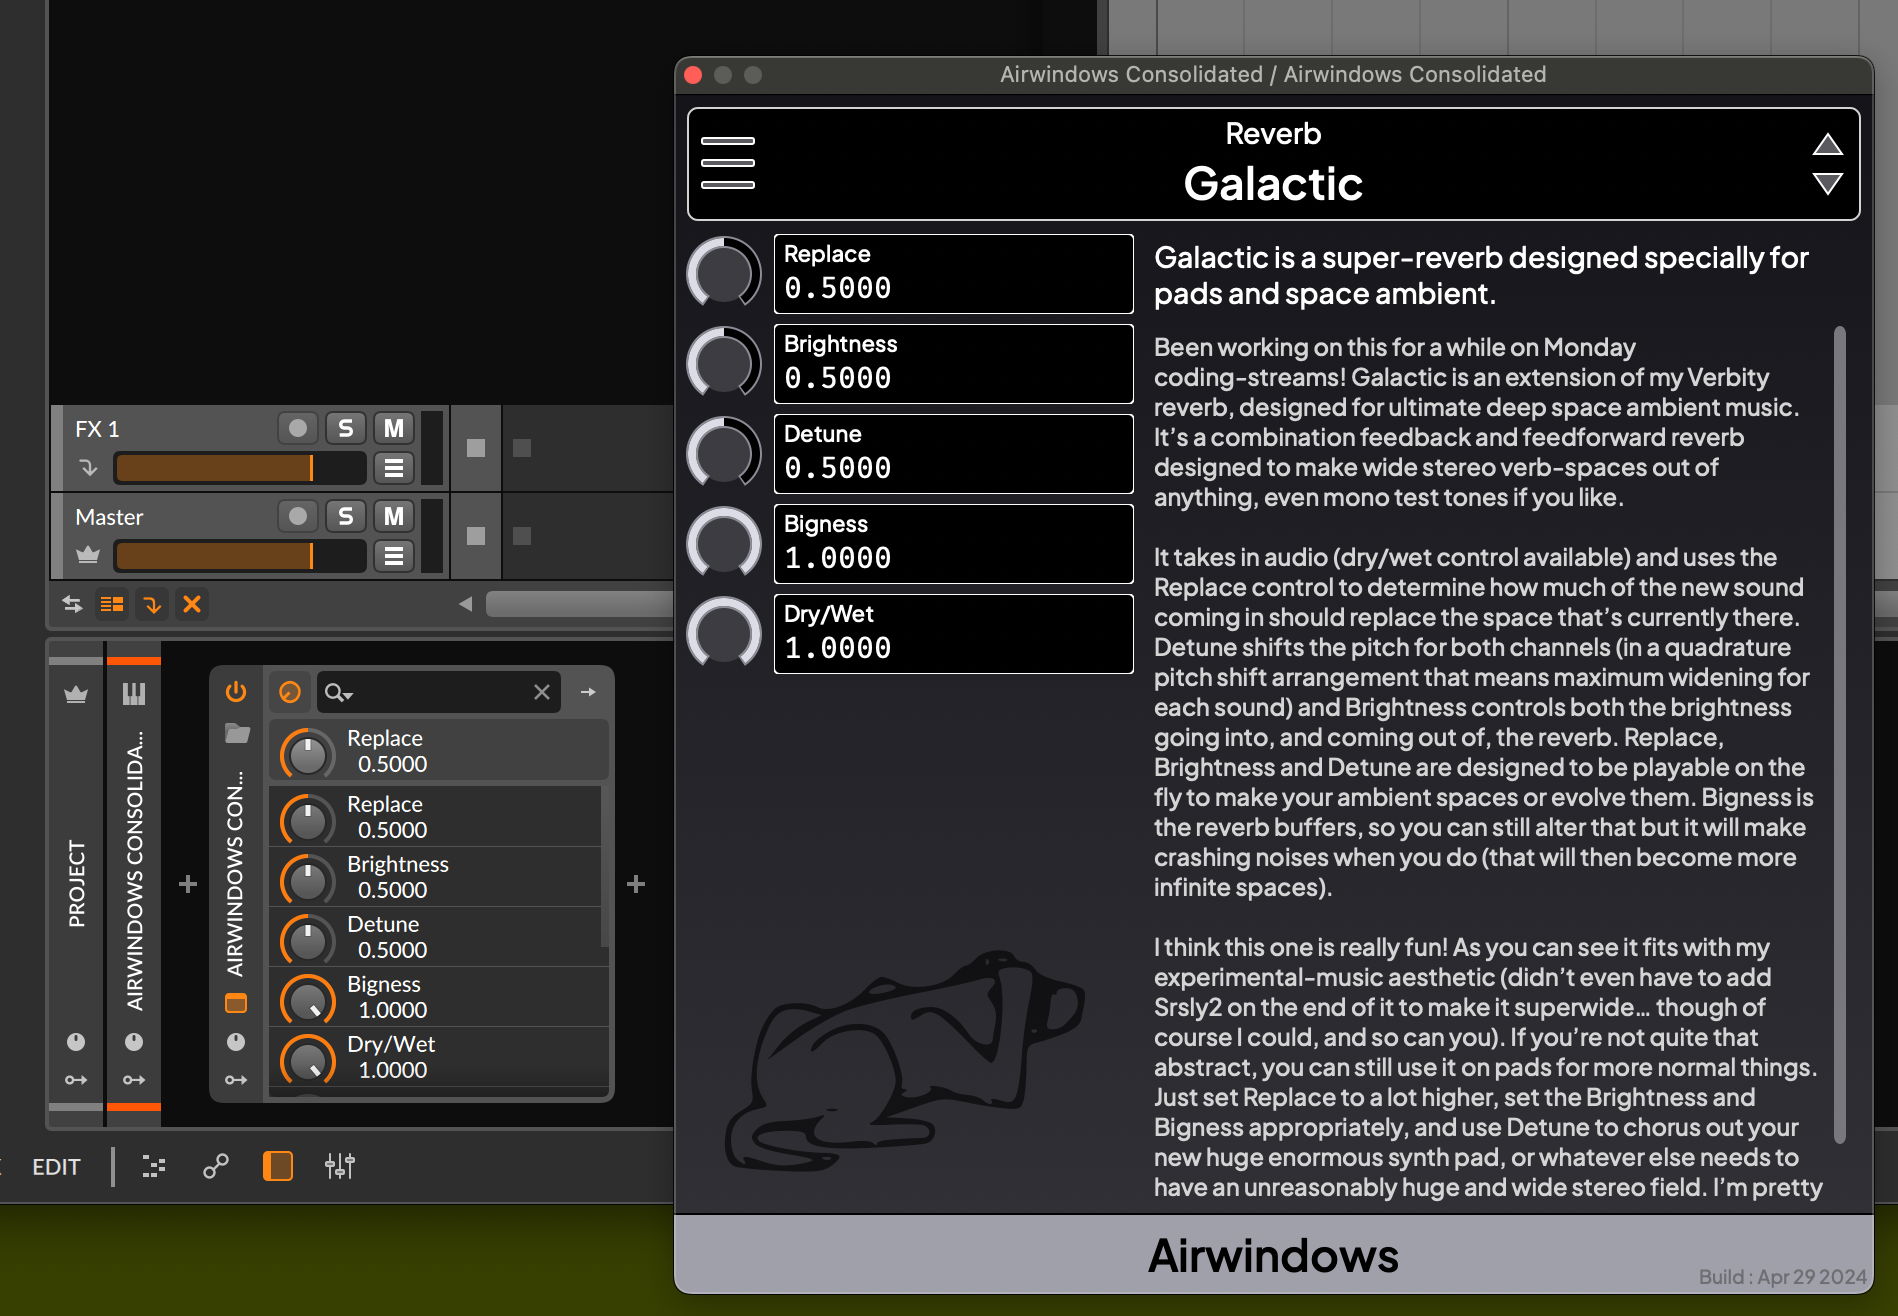 Airwindows Consolidated / Airwindows Consolidated
Reverb
Galactic
Replace
0.5000
Brightness
0.5000
Detune
0.5000
Bigness
1.0000
Dry/Wet
1.0000
Galactic is a super-reverb designed specially for
pads and space ambient.
Been working on this for a while on Monday
coding-streams! Galactic is an extension of my Verbity
reverb, designed for ultimate deep space ambient music.
It's a combination feedback and feedforward reverb
designed to make wide stereo verb-spaces out of
anything, even mono test tones if you like.
It takes in audio (dry/wet control available) and uses the
Replace control to determine how much of the new sound
coming in should replace the space that's currently there.
Detune shifts the pitch for both channels (in a quadrature
pitch shift arrangement that means maximum widening for
each sound) and Brightness controls both the brightness
going into, and coming out of, the reverb. Replace,
Brightness and Detune are designed to be playable on the
fly to make your ambient spaces or evolve them. Bigness is
the reverb buffers, so you can still alter that but it will make
crashing noises when you do (that will then become more
infinite spaces).
I think this one is really fun! As you can see it fits with my
experimental-music aesthetic (didn't even have to add
Srsly2 on the end of it to make it superwide… though of
course I could, and so can you). If you're not quite that
abstract, you can still use it on pads for more normal things.
Just set Replace to a lot higher, set the Brightness and
Bigness appropriately, and use Detune to chorus out your
new huge enormous synth pad, or whatever else needs to
have an unreasonably huge and wide stereo field. I'm pretty
Airwindows
Build : Apr 29 2024
FX 1
S
M
Master
S
M
PROJECT
AIRWINDOWS CONSOLIDA...
AIRWINDOWS CON...
Replace
0.5000
Replace
0.5000
Brightness
0.5000
Detune
0.5000
Bigness
1.0000
Dry/Wet
1.0000
EDIT